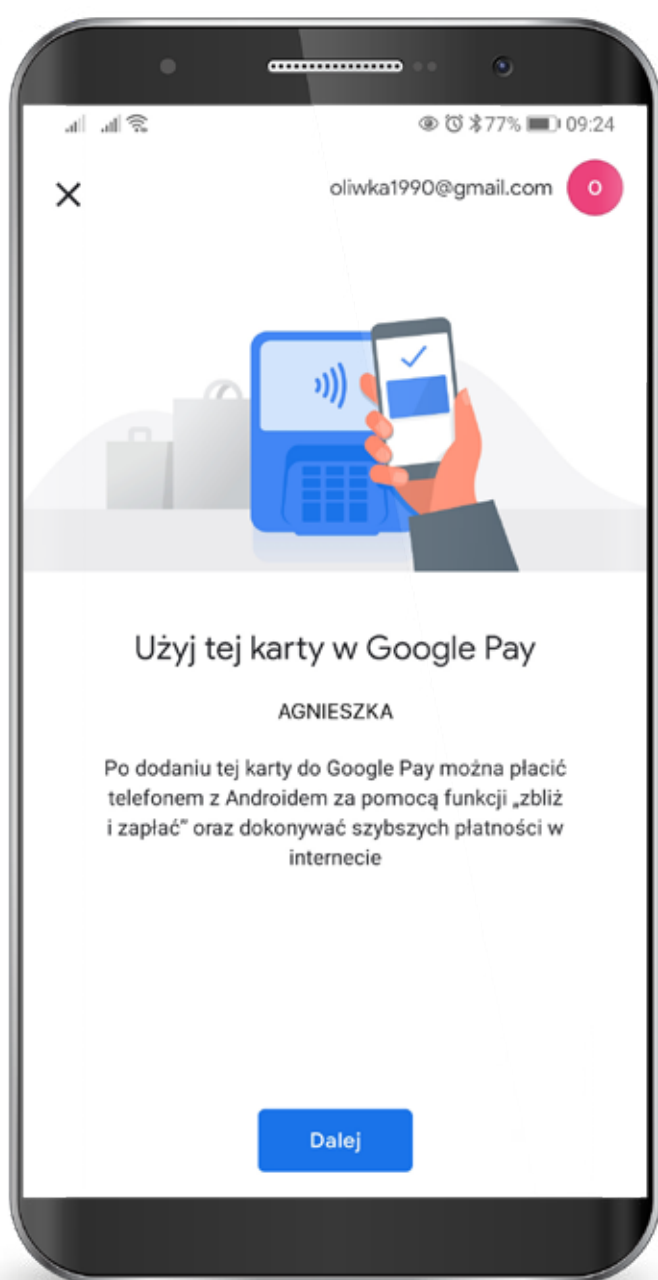 77% 09:24
oliwka1990@gmail.com O
Użyj tej karty w Google Pay
AGNIESZKA
Po dodaniu tej karty do Google Pay można płacić
telefonem z Androidem za pomocą funkcji „zbliż
i zapłać” oraz dokonywać szybszych płatności w
internecie
Dalej